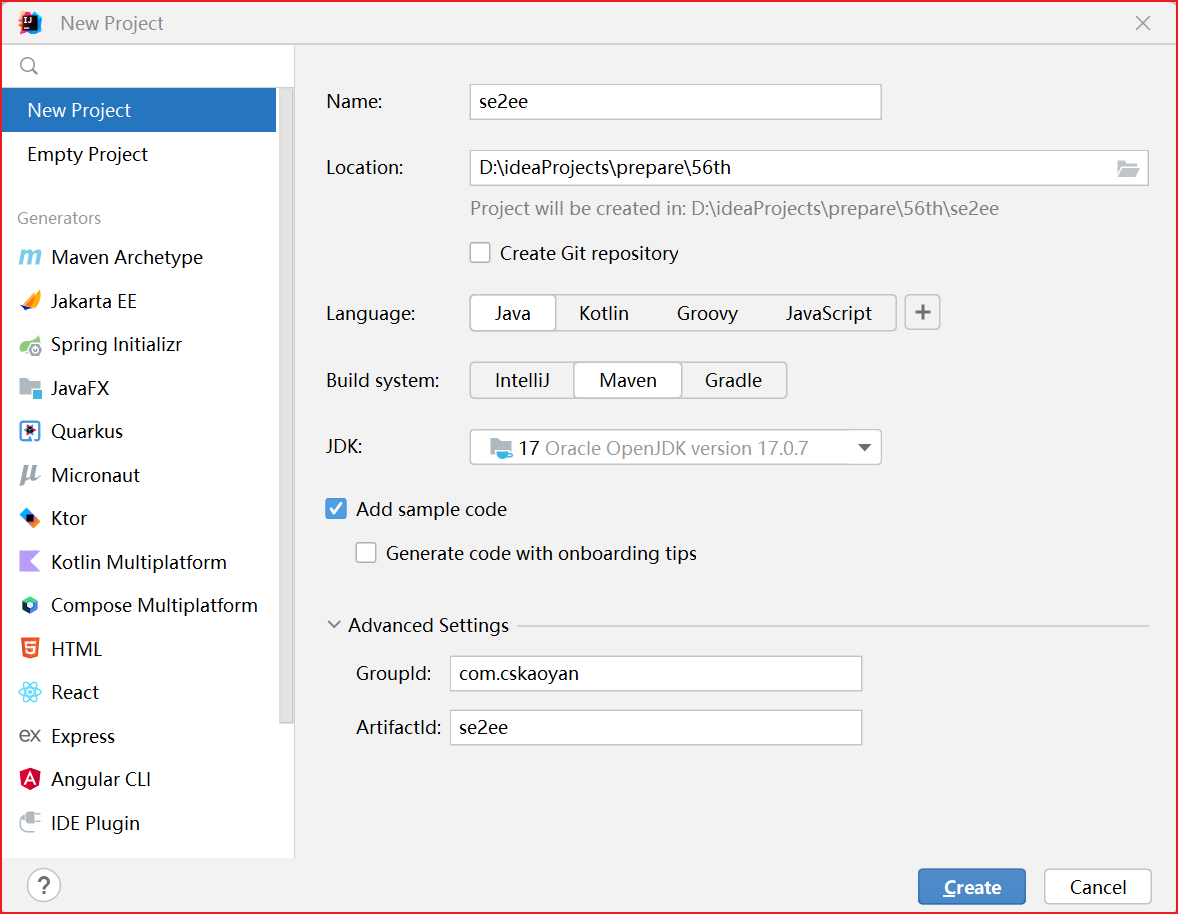 New Project
New Project
Empty Project
Generators
Maven Archetype
Jakarta EE
Spring Initializr
JavaFX
Quarkus
Micronaut
Ktor
Kotlin Multiplatform
Compose Multiplatform
HTML
React
ex Express
Angular CLI
IDE Plugin
Name: se2ee
Location: D:\ideaProjects\prepare\56th
Project will be created in: D:\ideaProjects\prepare\56th\se2ee
Create Git repository
Language: Java Kotlin Groovy JavaScript +
Build system: IntelliJ Maven Gradle
JDK: 17 Oracle OpenJDK version 17.0.7
Add sample code
Generate code with onboarding tips
Advanced Settings
GroupId: com.cskaoyan
ArtifactId: se2ee
? Create Cancel